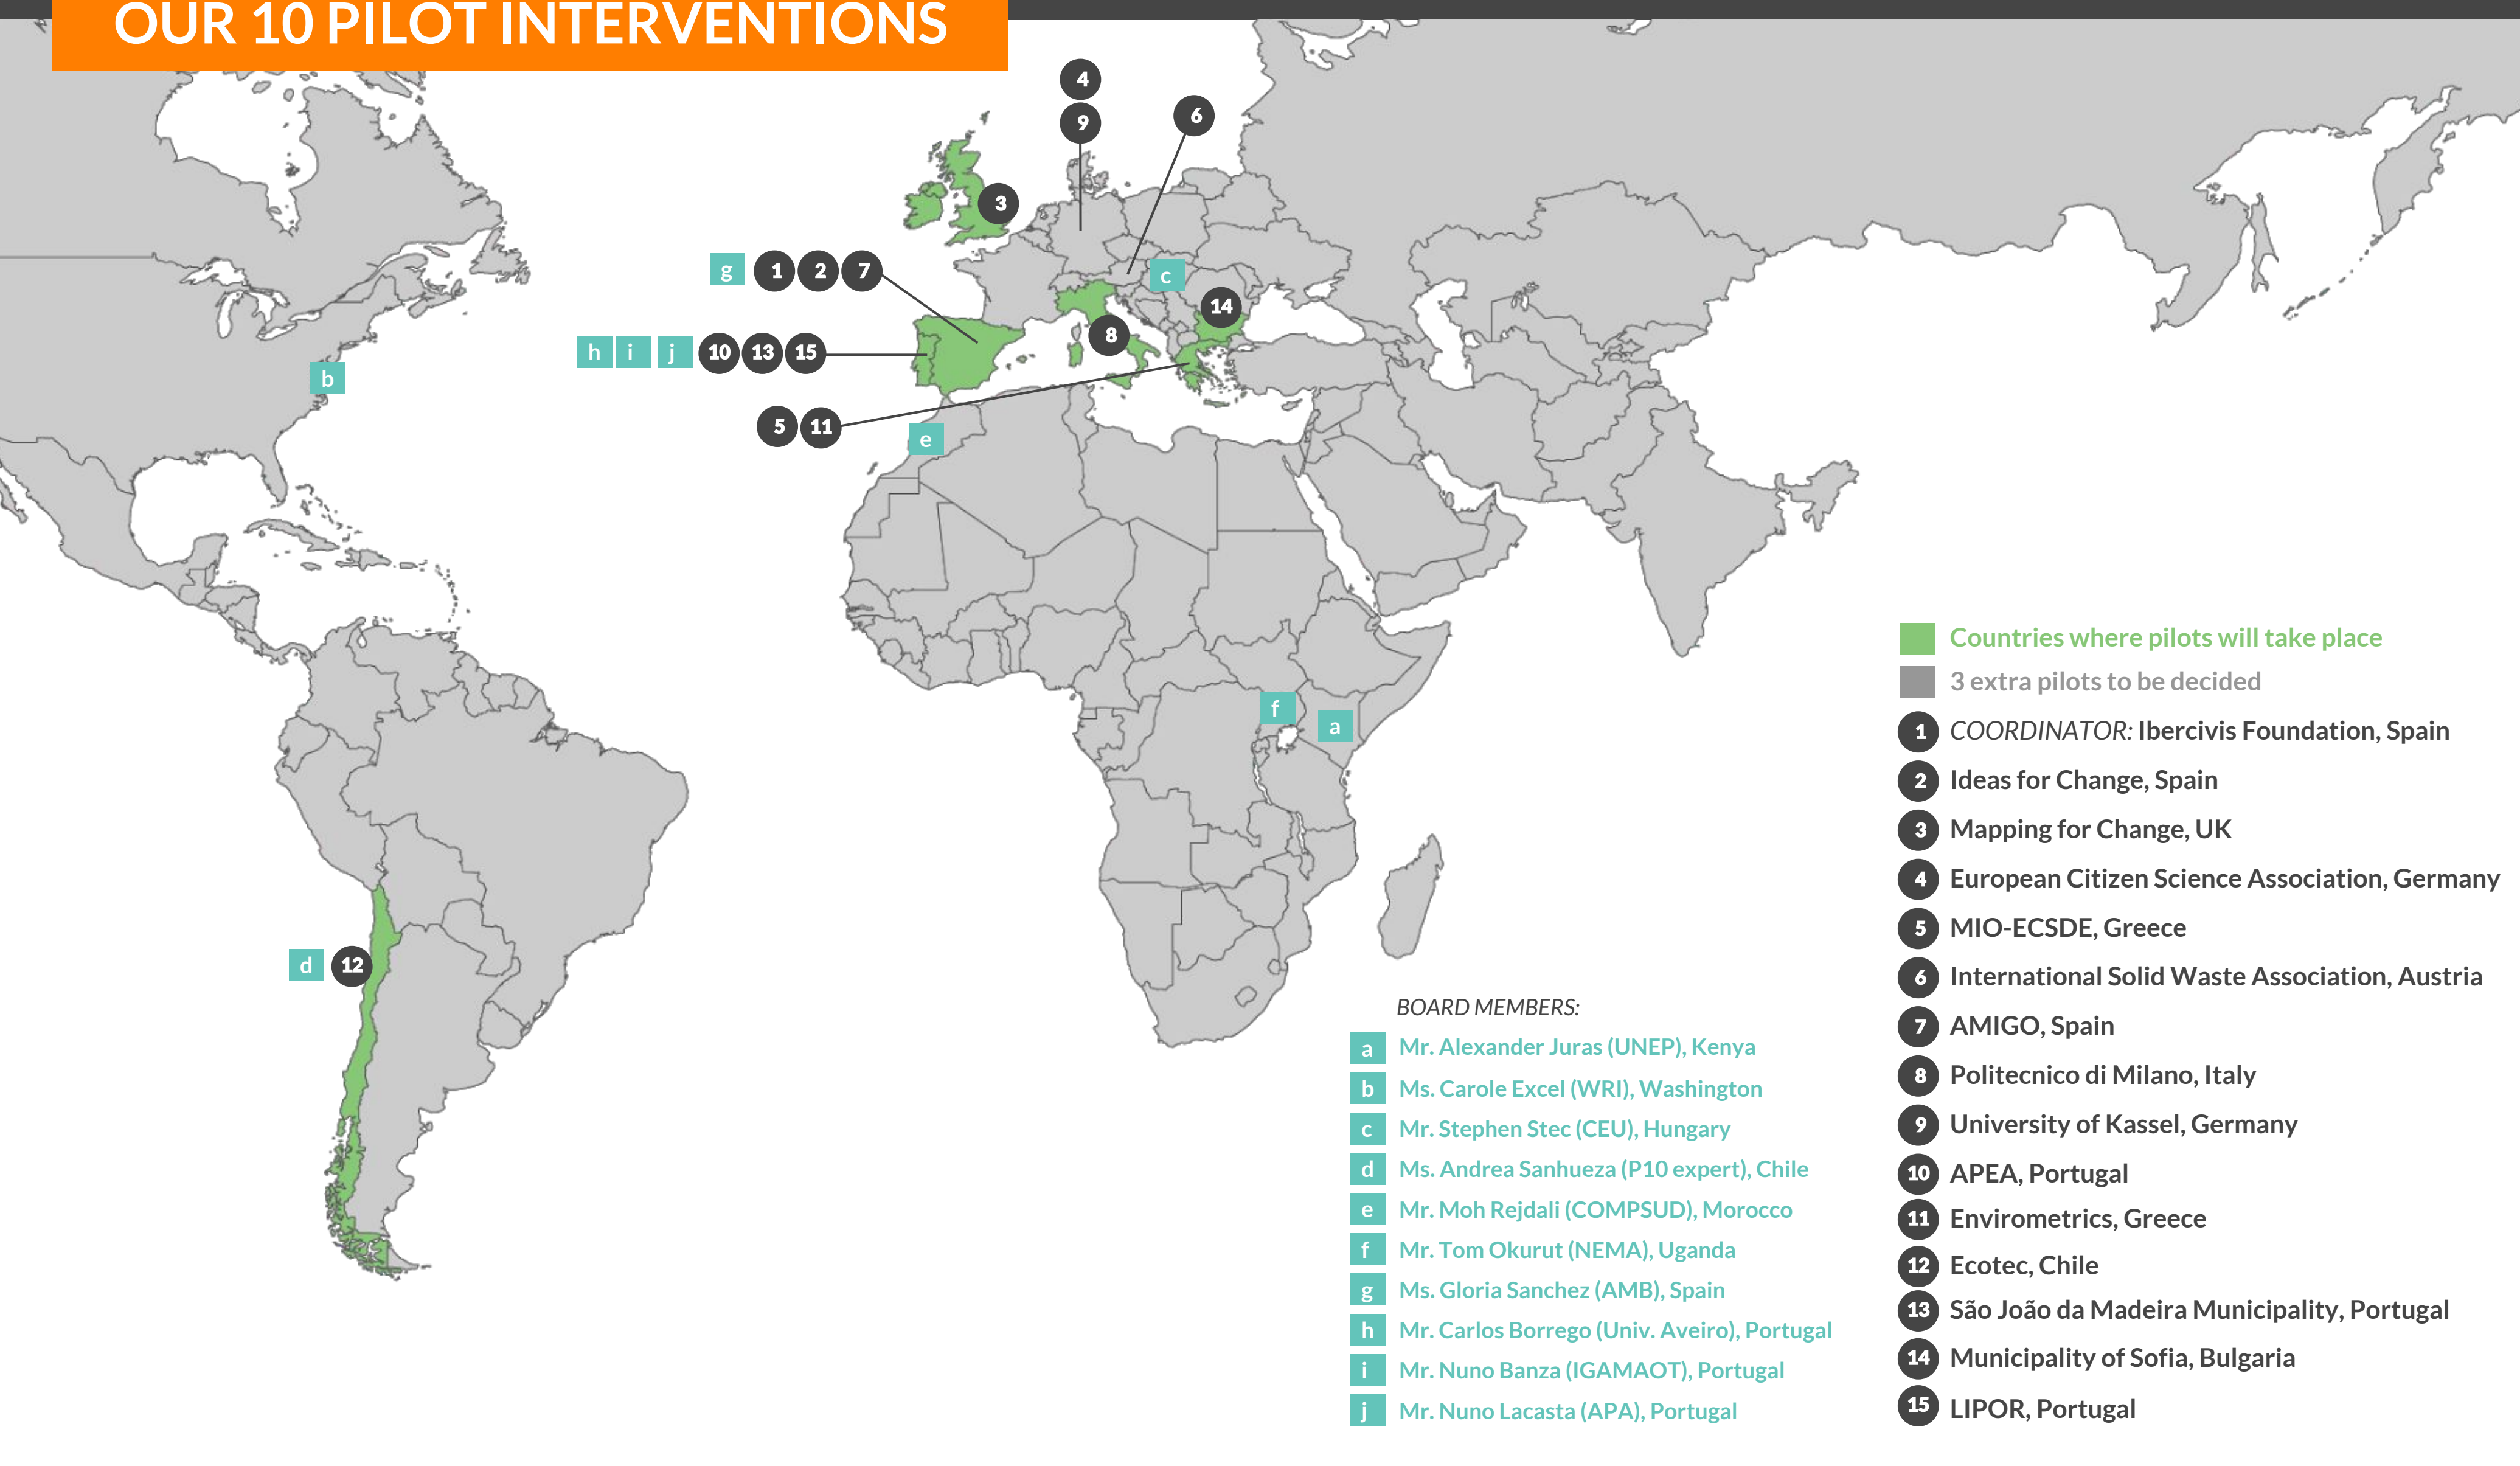 OUR 10 PILOT INTERVENTIONS
4
9
6
3
g 1 2 7
c
14
h i j 10 13 15
8
b
5 11
e
f
a
d 12
Countries where pilots will take place
3 extra pilots to be decided
1 COORDINATOR: Ibercivis Foundation, Spain
2 Ideas for Change, Spain
3 Mapping for Change, UK
4 European Citizen Science Association, Germany
5 MIO-ECSDE, Greece
6 International Solid Waste Association, Austria
7 AMIGO, Spain
8 Politecnico di Milano, Italy
9 University of Kassel, Germany
10 APEA, Portugal
11 Envirometrics, Greece
12 Ecotec, Chile
13 São João da Madeira Municipality, Portugal
14 Municipality of Sofia, Bulgaria
15 LIPOR, Portugal
BOARD MEMBERS:
a Mr. Alexander Juras (UNEP), Kenya
b Ms. Carole Excel (WRI), Washington
c Mr. Stephen Stec (CEU), Hungary
d Ms. Andrea Sanhueza (P10 expert), Chile
e Mr. Moh Rejdali (COMPSUD), Morocco
f Mr. Tom Okurut (NEMA), Uganda
g Ms. Gloria Sanchez (AMB), Spain
h Mr. Carlos Borrego (Univ. Aveiro), Portugal
i Mr. Nuno Banza (IGAMAOT), Portugal
j Mr. Nuno Lacasta (APA), Portugal